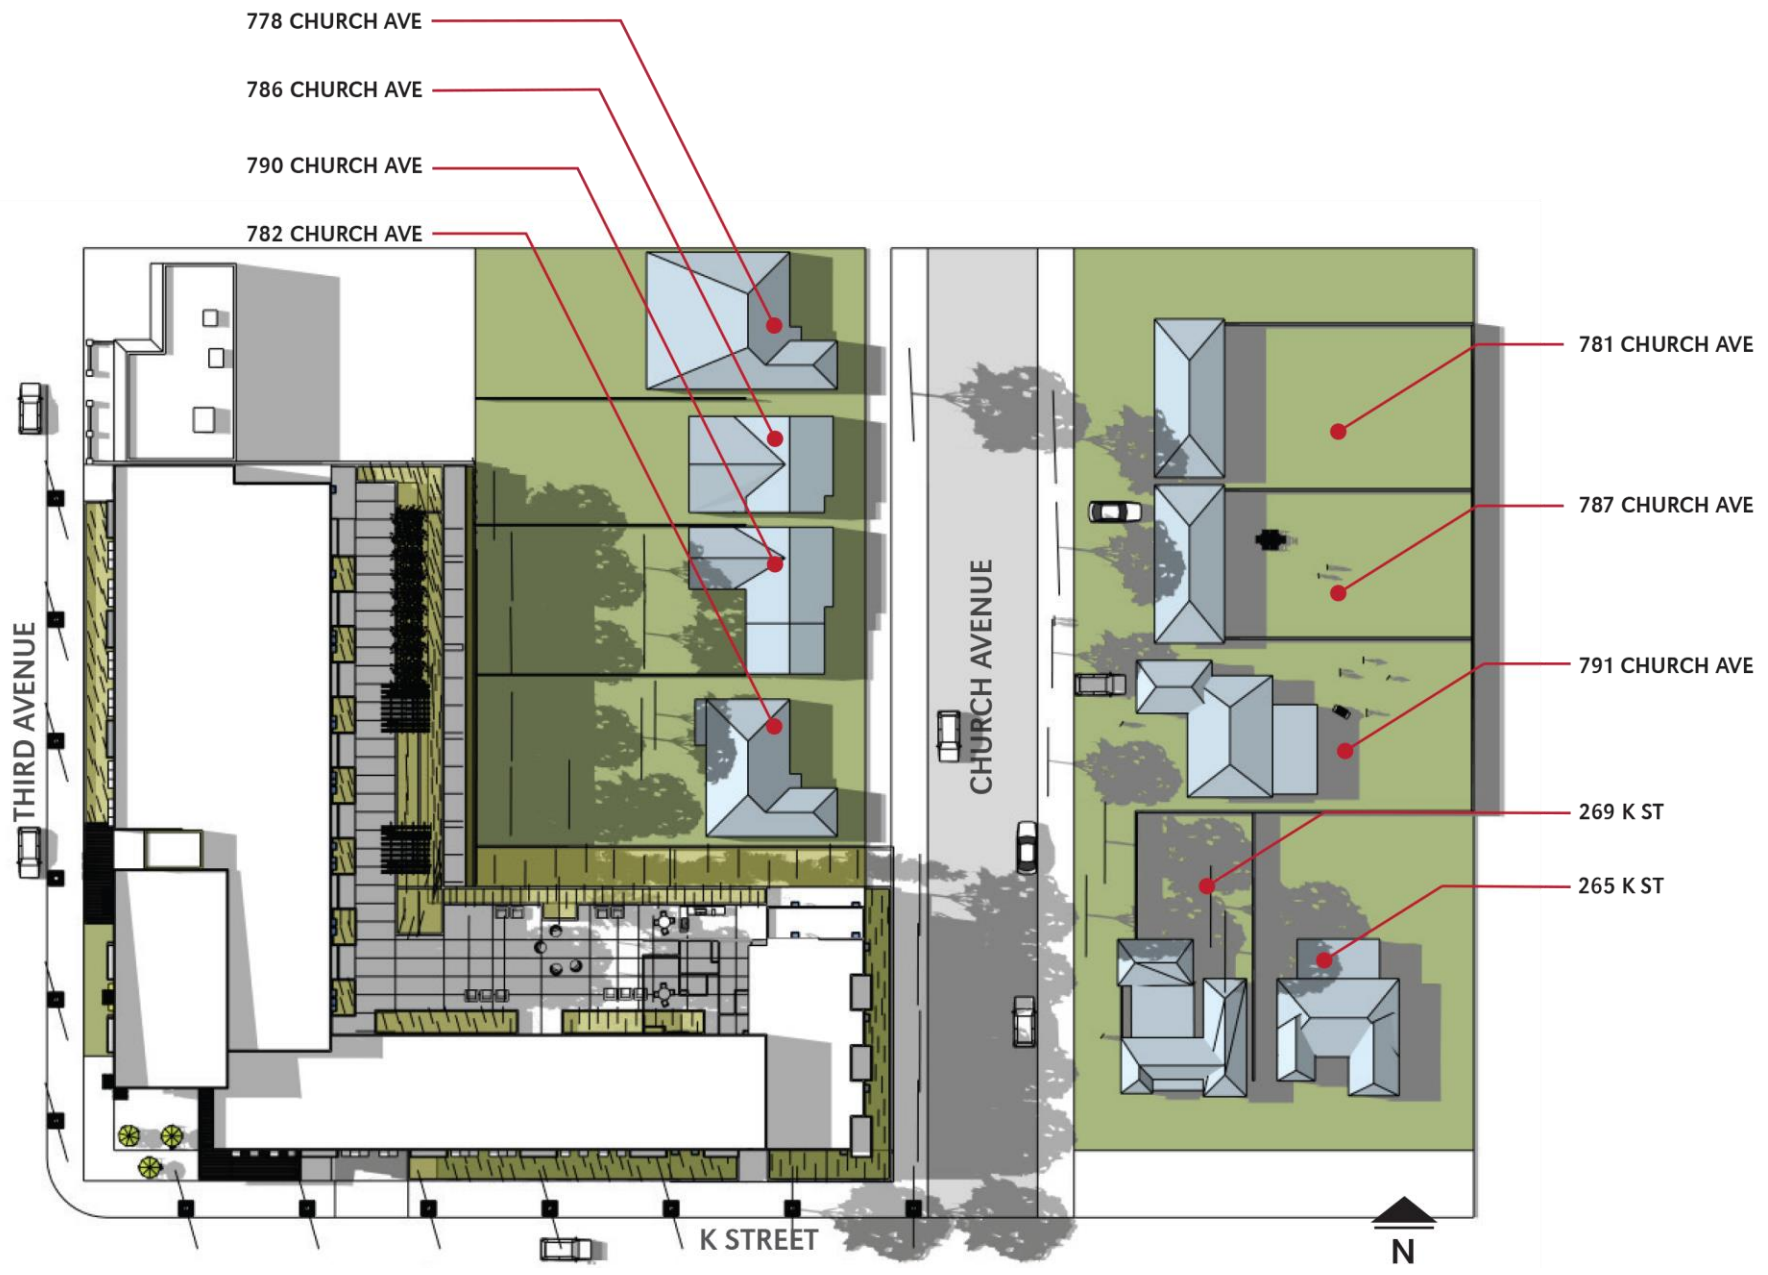 778 CHURCH AVE
786 CHURCH AVE
790 CHURCH AVE
782 CHURCH AVE
781 CHURCH AVE
787 CHURCH AVE
791 CHURCH AVE
269 K ST
265 K ST
THIRD AVENUE
CHURCH AVENUE
K STREET
N